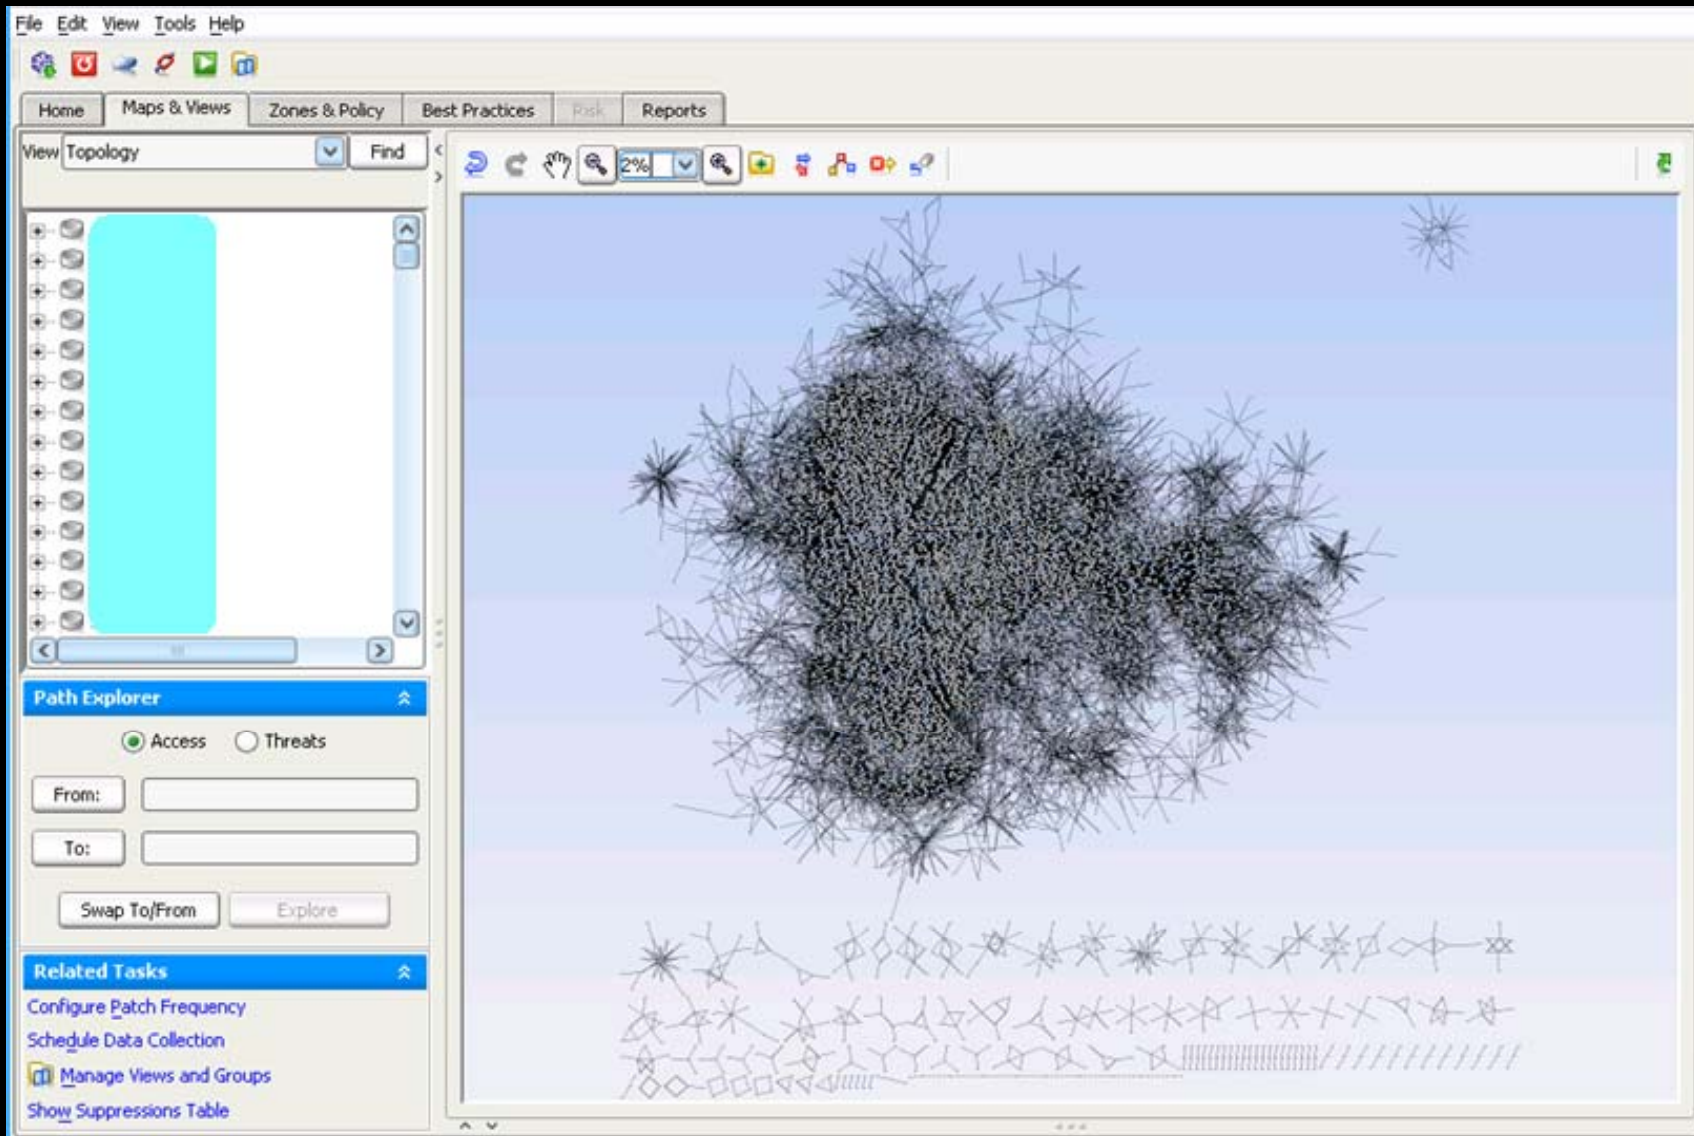 File Edit View Tools Help
Home Maps & Views Zones & Policy Best Practices Risk Reports
View Topology Find
2%
Path Explorer
Access Threats
From:
To:
Swap To/From Explore
Related Tasks
Configure Patch Frequency
Schedule Data Collection
Manage Views and Groups
Show Suppressions Table